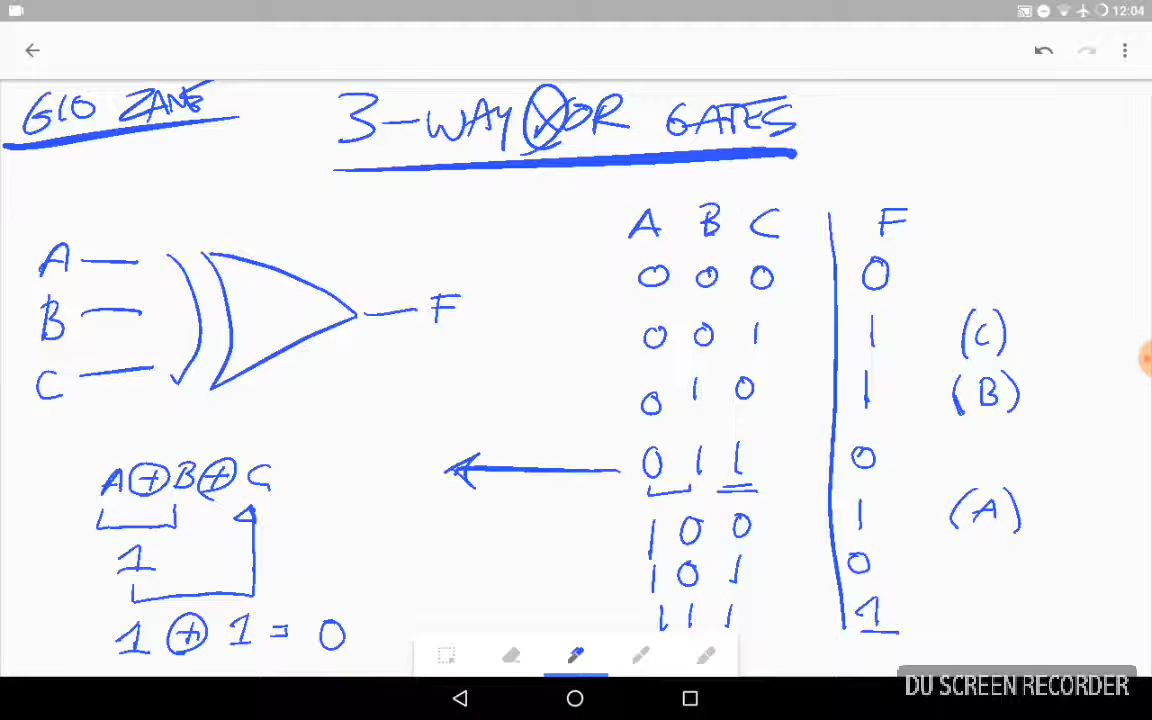 12:04
GIO ZANE
3-WAY XOR GATES
A B C F
0 0 0 0
0 0 1 1 (C)
0 1 0 1 (B)
0 1 1 0
1 0 0 1 (A)
1 0 1 0
1 1 1 1
A
B
C
F
A ⊕ B ⊕ C
1
1 ⊕ 1 = 0
DU SCREEN RECORDER